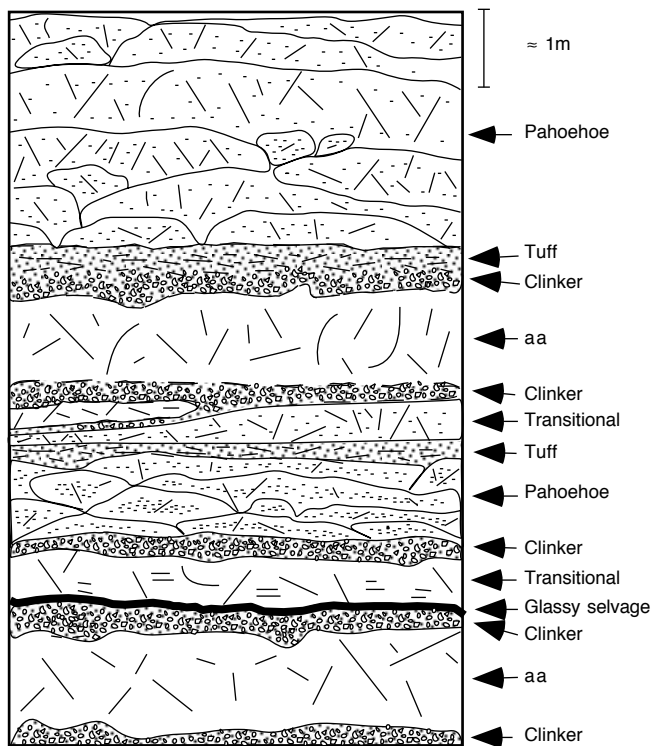 ≈ 1m
Pahoehoe
Tuff
Clinker
aa
Clinker
Transitional
Tuff
Pahoehoe
Clinker
Transitional
Glassy selvage
Clinker
aa
Clinker